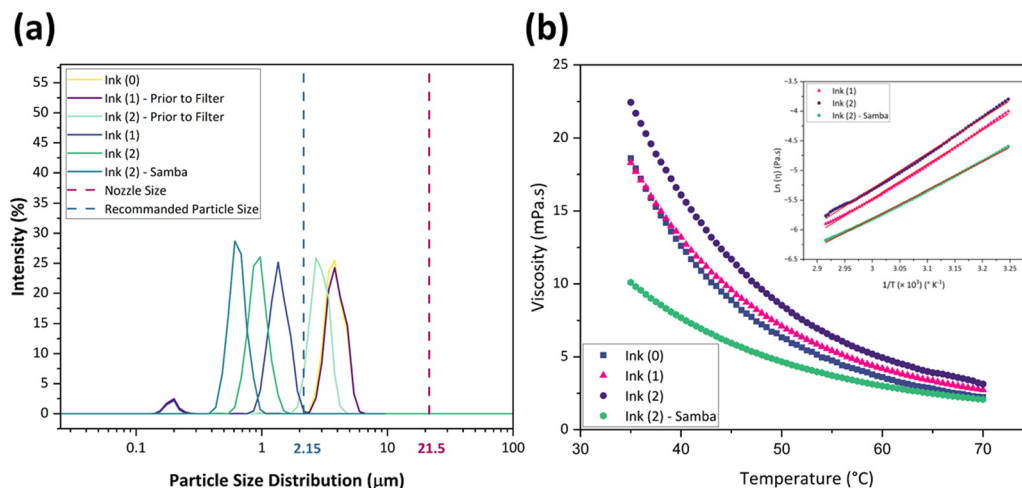 (a)
Ink (0)
Ink (1) - Prior to Filter
Ink (2) - Prior to Filter
Ink (1)
Ink (2)
Ink (2) - Samba
Nozzle Size
Recommanded Particle Size
Intensity (%)
55
50
45
40
35
30
25
20
15
10
5
0
0.1
1
2.15
10
21.5
100
Particle Size Distribution (μm)
(b)
Viscosity (mPa.s)
25
20
15
10
5
0
30
40
50
60
70
Temperature (°C)
Ink (0)
Ink (1)
Ink (2)
Ink (2) - Samba
Ink (1)
Ink (2)
Ink (2) - Samba
Ln (η) (Pa.s)
-3.5
-4
-4.5
-5
-5.5
-6
-6.5
2.9
2.95
3
3.05
3.1
3.15
3.2
3.25
1/T (× 10³) (° K⁻¹)